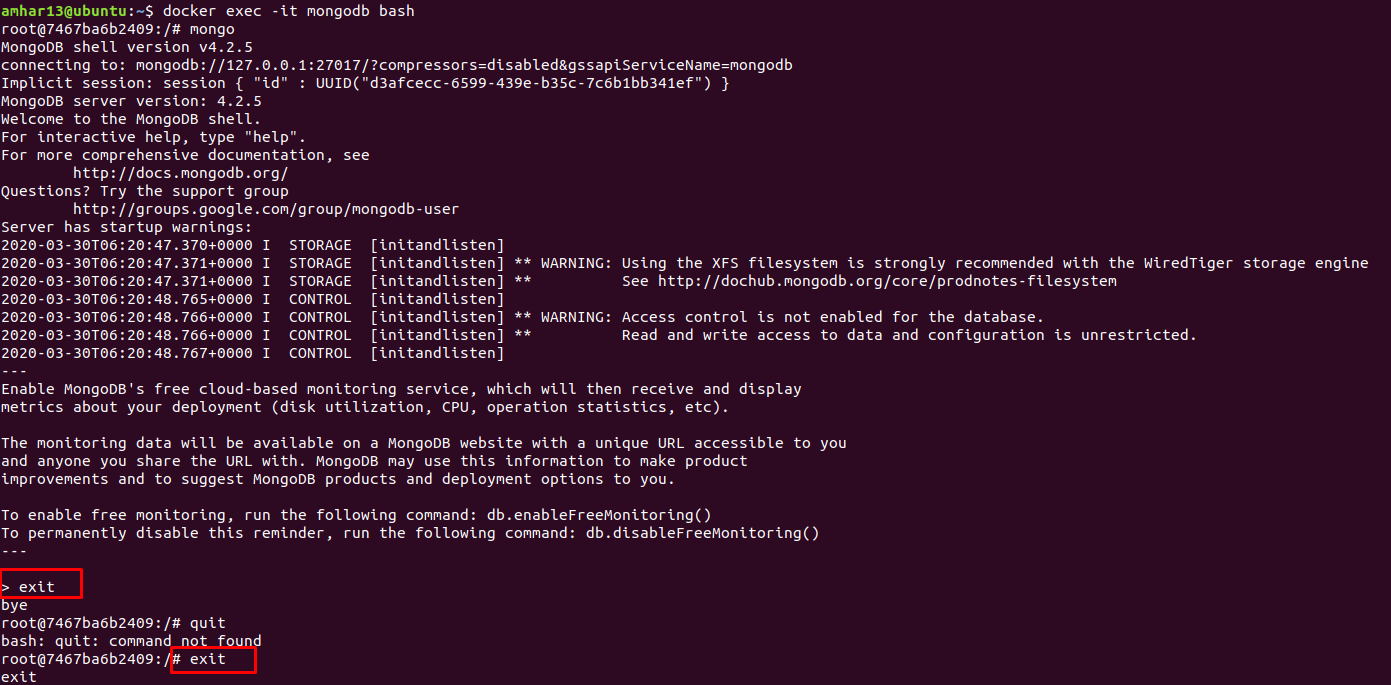 amhar13@ubuntu:~$ docker exec -it mongodb bash
root@7467ba6b2409:/# mongo
MongoDB shell version v4.2.5
connecting to: mongodb://127.0.0.1:27017/?compressors=disabled&gssapiServiceName=mongodb
Implicit session: session { "id" : UUID("d3afcecc-6599-439e-b35c-7c6b1bb341ef") }
MongoDB server version: 4.2.5
Welcome to the MongoDB shell.
For interactive help, type "help".
For more comprehensive documentation, see
        http://docs.mongodb.org/
Questions? Try the support group
        http://groups.google.com/group/mongodb-user
Server has startup warnings:
2020-03-30T06:20:47.370+0000 I  STORAGE  [initandlisten]
2020-03-30T06:20:47.371+0000 I  STORAGE  [initandlisten] ** WARNING: Using the XFS filesystem is strongly recommended with the WiredTiger storage engine
2020-03-30T06:20:47.371+0000 I  STORAGE  [initandlisten] **          See http://dochub.mongodb.org/core/prodnotes-filesystem
2020-03-30T06:20:48.765+0000 I  CONTROL  [initandlisten]
2020-03-30T06:20:48.766+0000 I  CONTROL  [initandlisten] ** WARNING: Access control is not enabled for the database.
2020-03-30T06:20:48.766+0000 I  CONTROL  [initandlisten] **          Read and write access to data and configuration is unrestricted.
2020-03-30T06:20:48.767+0000 I  CONTROL  [initandlisten]
---
Enable MongoDB's free cloud-based monitoring service, which will then receive and display
metrics about your deployment (disk utilization, CPU, operation statistics, etc).

The monitoring data will be available on a MongoDB website with a unique URL accessible to you
and anyone you share the URL with. MongoDB may use this information to make product
improvements and to suggest MongoDB products and deployment options to you.

To enable free monitoring, run the following command: db.enableFreeMonitoring()
To permanently disable this reminder, run the following command: db.disableFreeMonitoring()
---

> exit
bye
root@7467ba6b2409:/# quit
bash: quit: command not found
root@7467ba6b2409:/# exit
exit